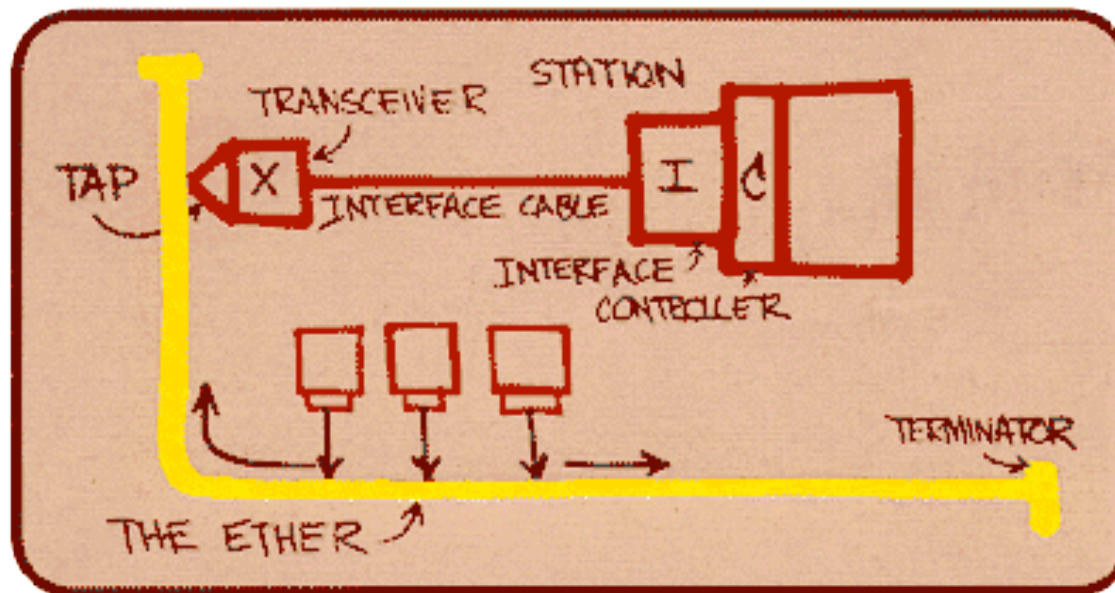 STATION
TRANSCEIVER
TAP
X
I
C
INTERFACE CABLE
INTERFACE
CONTROLLER
TERMINATOR
THE ETHER